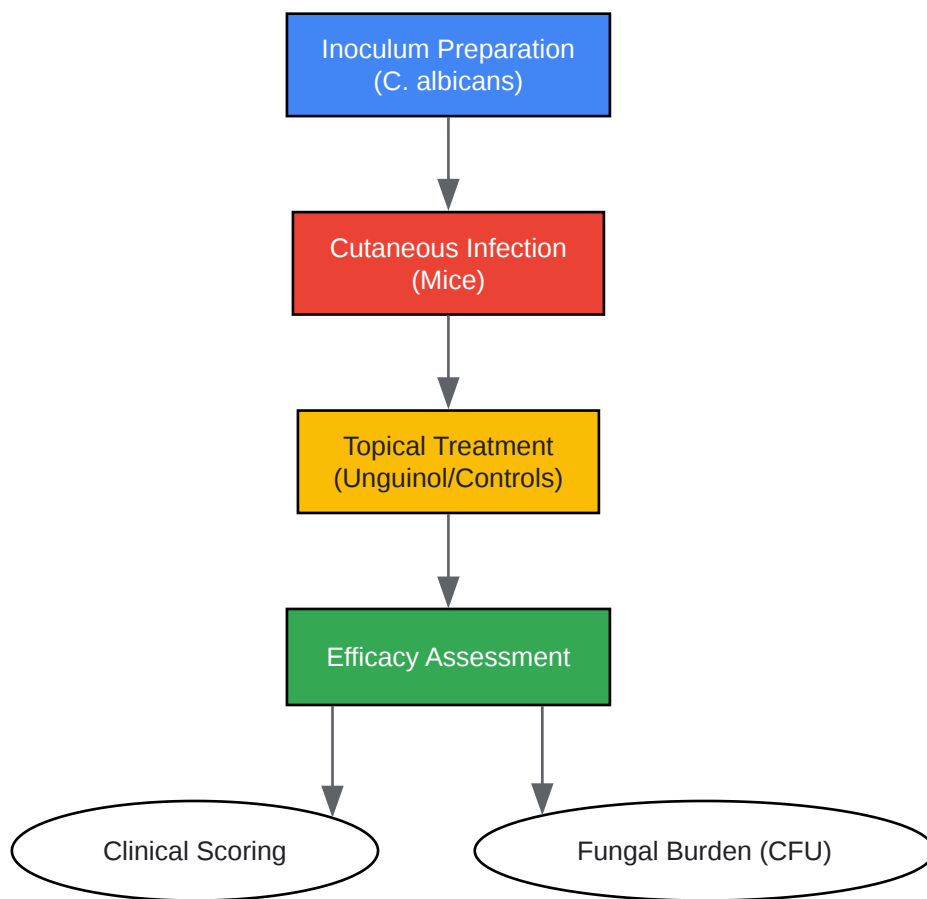 Inoculum Preparation
(C. albicans)
Cutaneous Infection
(Mice)
Topical Treatment
(Unguinol/Controls)
Efficacy Assessment
Clinical Scoring
Fungal Burden (CFU)